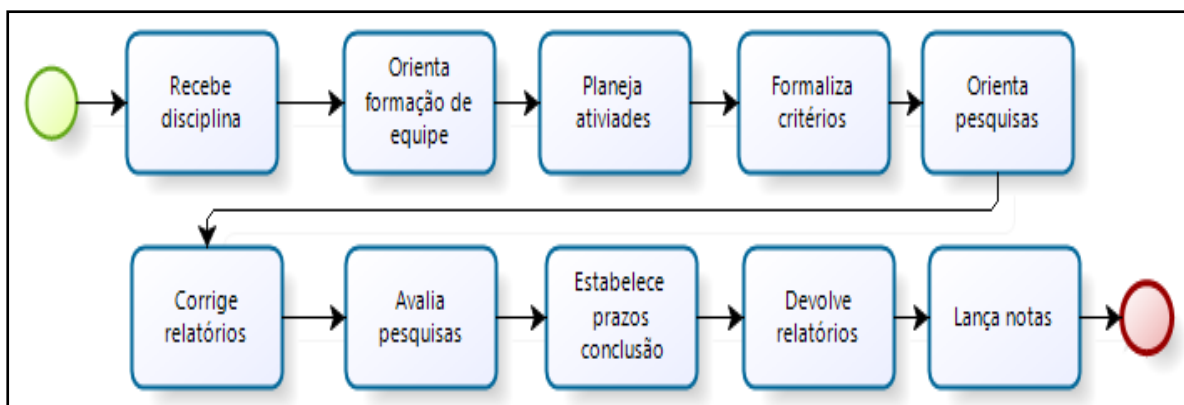 Recebe
disciplina
Orienta
formação de
equipe
Planeja
ativiades
Formaliza
critérios
Orienta
pesquisas
Corrige
relatórios
Avalia
pesquisas
Estabelece
prazos
conclusão
Devolve
relatórios
Lança notas